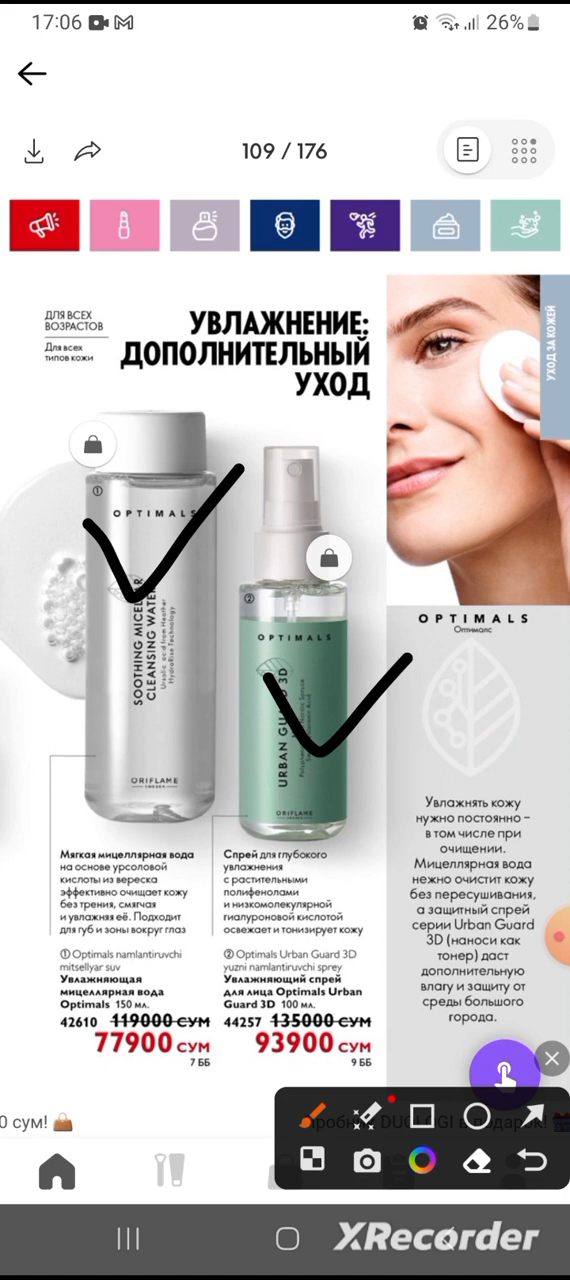 17:06
26%
109 / 176
ДЛЯ ВСЕХ
ВОЗРАСТОВ
Для всех
типов кожи
УВЛАЖНЕНИЕ:
ДОПОЛНИТЕЛЬНЫЙ
УХОД
УХОД ЗА КОЖЕЙ
①
OPTIMALS
SOOTHING MICELLAR
CLEANSING WATER
Ursolic acid from Heather
HydraRise Technology
ORIFLAME
SWEDEN
②
OPTIMALS
URBAN GUARD 3D
ORIFLAME
SWEDEN
OPTIMALS
Оптималс
Увлажнять кожу
нужно постоянно –
в том числе при
очищении.
Мицеллярная вода
нежно очистит кожу
без пересушивания,
а защитный спрей
серии Urban Guard
3D (наноси как
тонер) даст
дополнительную
влагу и защиту от
среды большого
города.
Мягкая мицеллярная вода
на основе урсоловой
кислоты из вереска
эффективно очищает кожу
без трения, смягчая
и увлажняя её. Подходит
для губ и зоны вокруг глаз
① Optimals namlantiruvchi
mitsellyar suv
Увлажняющая
мицеллярная вода
Optimals 150 мл.
42610 119000 СУМ
77900 СУМ
7 ББ
Спрей для глубокого
увлажнения
с растительными
полифенолами
и низкомолекулярной
гиалуроновой кислотой
освежает и тонизирует кожу
② Optimals Urban Guard 3D
yuzni namlantiruvchi sprey
Увлажняющий спрей
для лица Optimals Urban
Guard 3D 100 мл.
44257 135000 СУМ
93900 СУМ
9 ББ
0 сум!
XRecorder